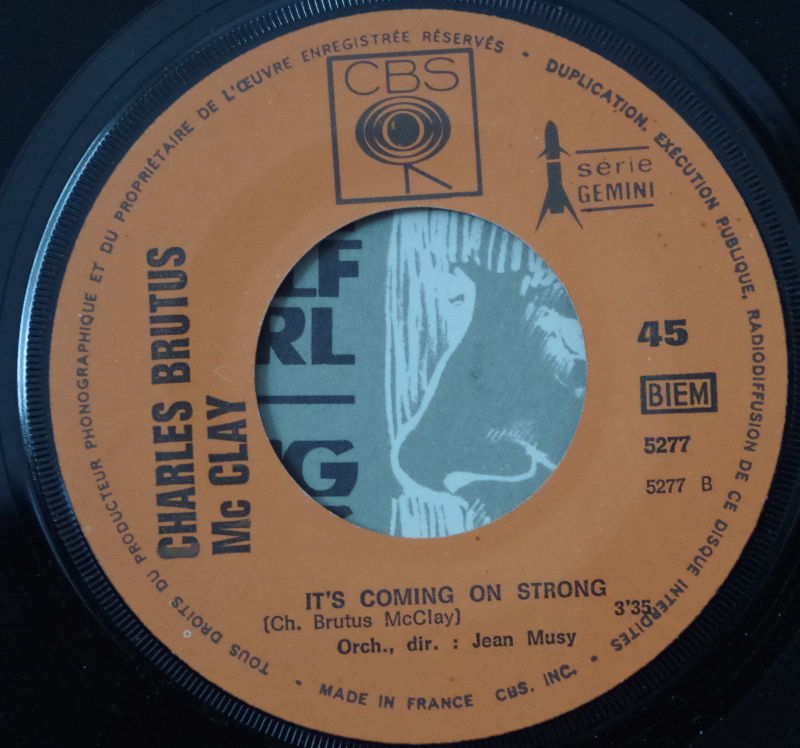 TOUS DROITS DU PRODUCTEUR PHONOGRAPHIQUE ET DU PROPRIÉTAIRE DE L'ŒUVRE ENREGISTRÉE RÉSERVÉS • DUPLICATION, EXÉCUTION PUBLIQUE, RADIODIFUSION DE CE DISQUE INTERDITES •
CBS
série
GEMINI
CHARLES BRUTUS
Mc CLAY
45
BIEM
5277
5277 B
IT'S COMING ON STRONG
(Ch. Brutus McClay)
3'35
Orch., dir. : Jean Musy
• MADE IN FRANCE CBS. INC. •